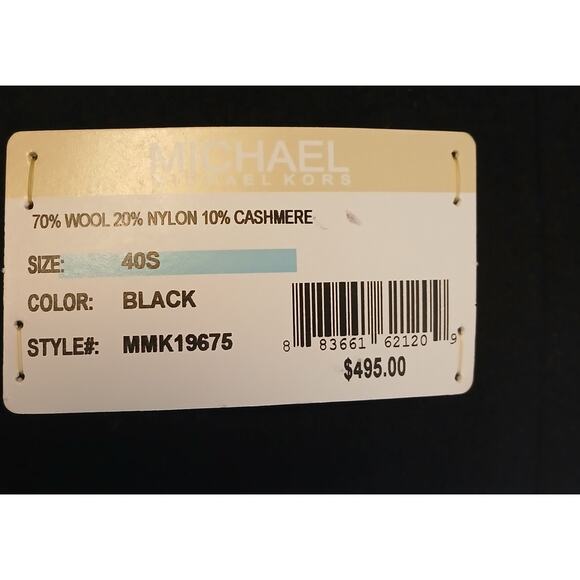 MICHAEL
MICHAEL KORS
70% WOOL 20% NYLON 10% CASHMERE
SIZE: 40S
COLOR: BLACK
STYLE#: MMK19675
8 83661 62120 9
$495.00